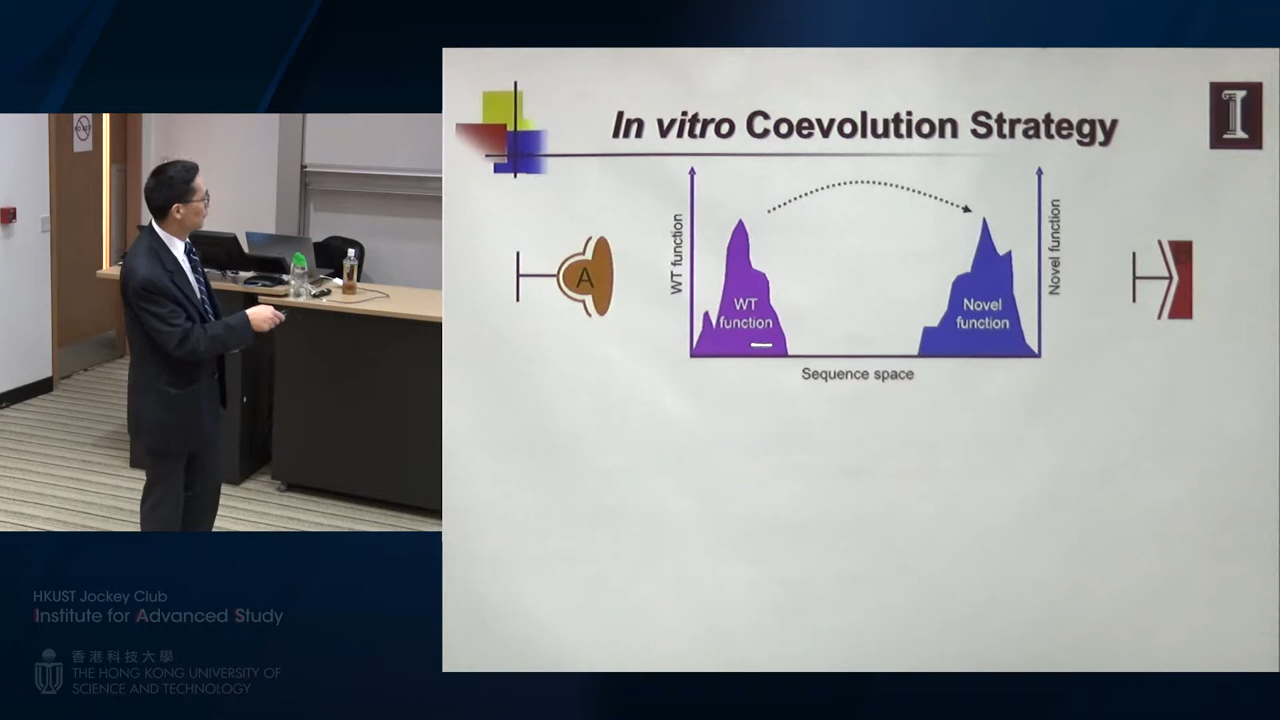 In vitro Coevolution Strategy
I
WT function
A
WT
function
Novel
function
Novel function
Sequence space
HKUST Jockey Club
Institute for Advanced Study
香港科技大學
THE HONG KONG UNIVERSITY OF
SCIENCE AND TECHNOLOGY